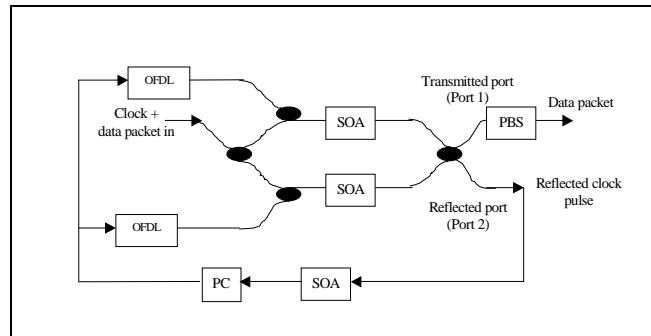 OFDL
Transmitted port
(Port 1)
Clock +
data packet in
SOA
PBS
Data packet
SOA
Reflected clock
pulse
Reflected port
(Port 2)
OFDL
PC
SOA